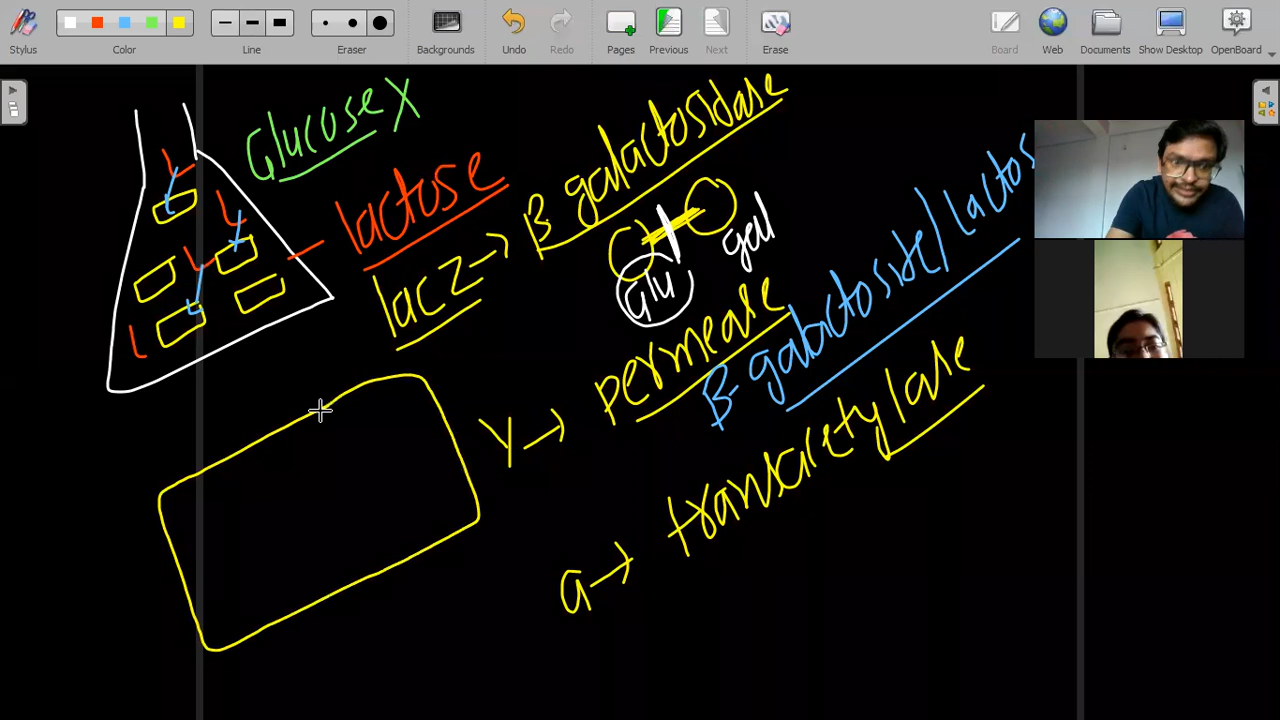 Stylus
Color
Line
Eraser
Backgrounds
Undo
Redo
Pages
Previous
Next
Erase
Board
Web
Documents
Show Desktop
OpenBoard
Glucose X
lactose
L
L
L
L
lac Z → β galactosidase
Glu
gal
Y → permease
β-galactoside/lactos
a → transacetylase